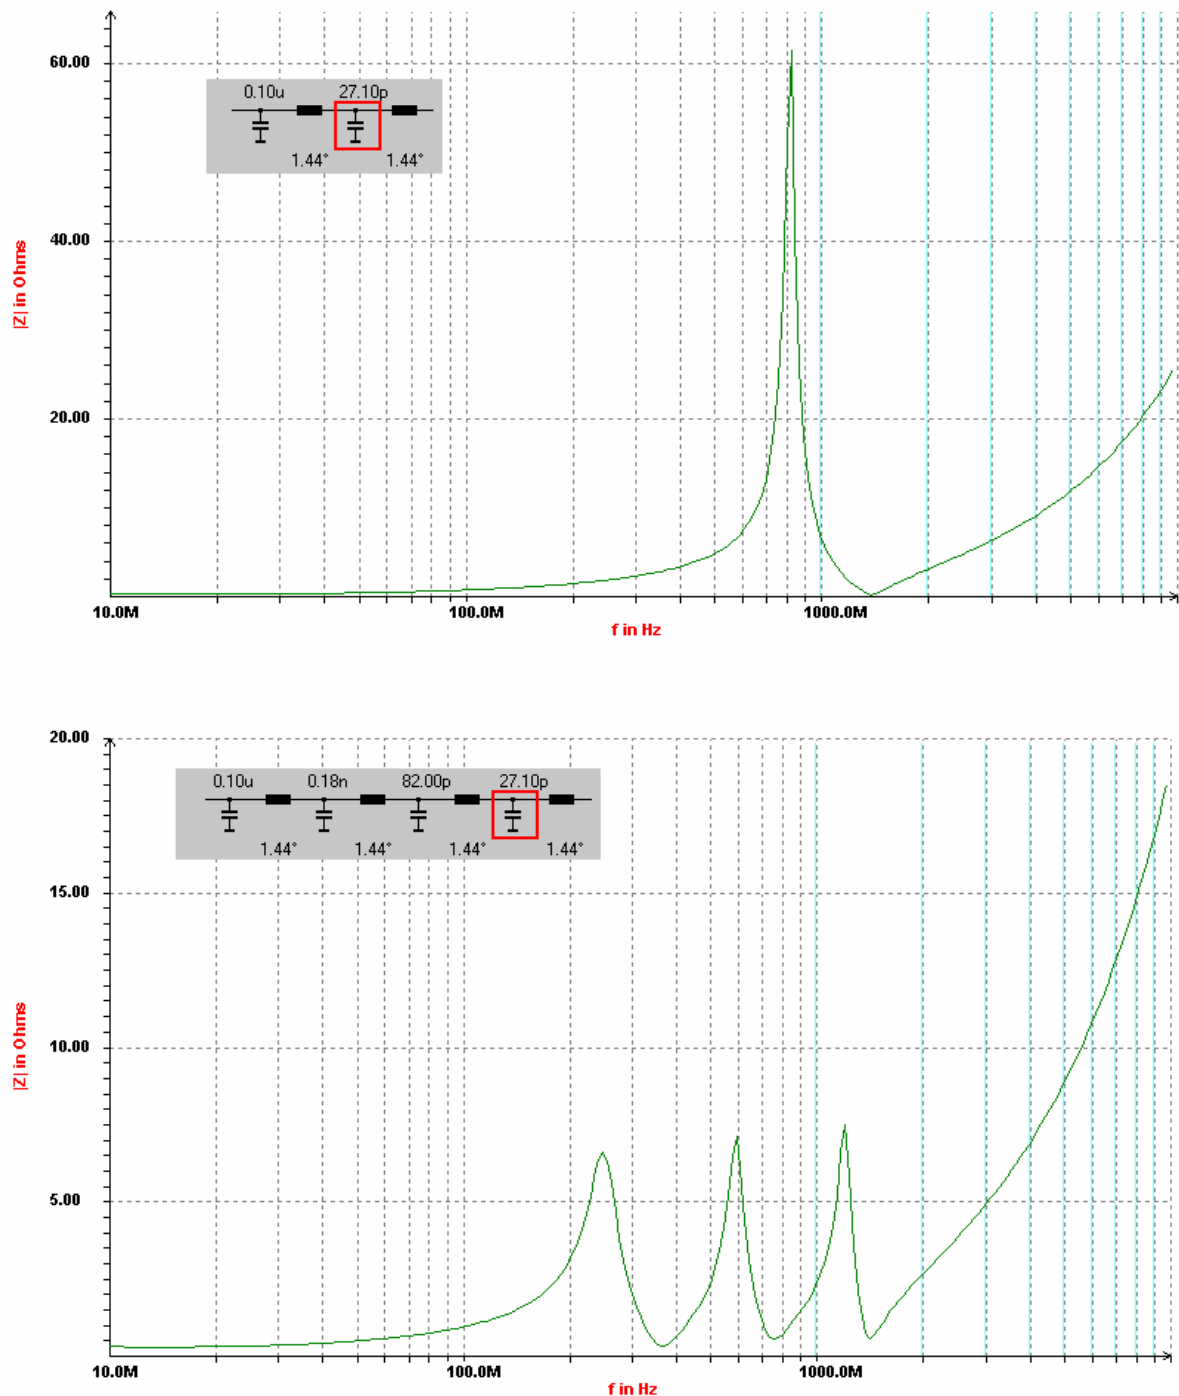 60.00
0.10u 27.10p
1.44° 1.44°
40.00
|Z| in Ohms
20.00
10.0M 100.0M 1000.0M
f in Hz
20.00
0.10u 0.18n 82.00p 27.10p
1.44° 1.44° 1.44° 1.44°
15.00
|Z| in Ohms
10.00
5.00
10.0M 100.0M 1000.0M
f in Hz